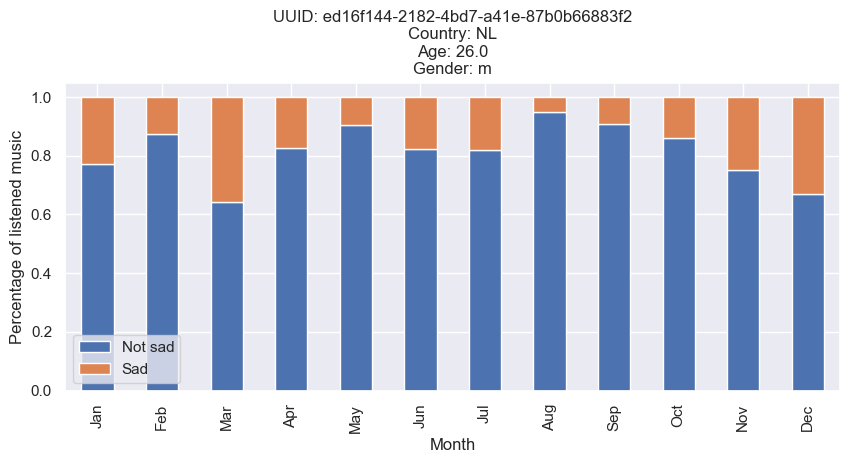 UUID: ed16f144-2182-4bd7-a41e-87b0b66883f2
Country: NL
Age: 26.0
Gender: m
Percentage of listened music
1.0
0.8
0.6
0.4
0.2
0.0
Not sad
Sad
Jan
Feb
Mar
Apr
May
Jun
Jul
Aug
Sep
Oct
Nov
Dec
Month